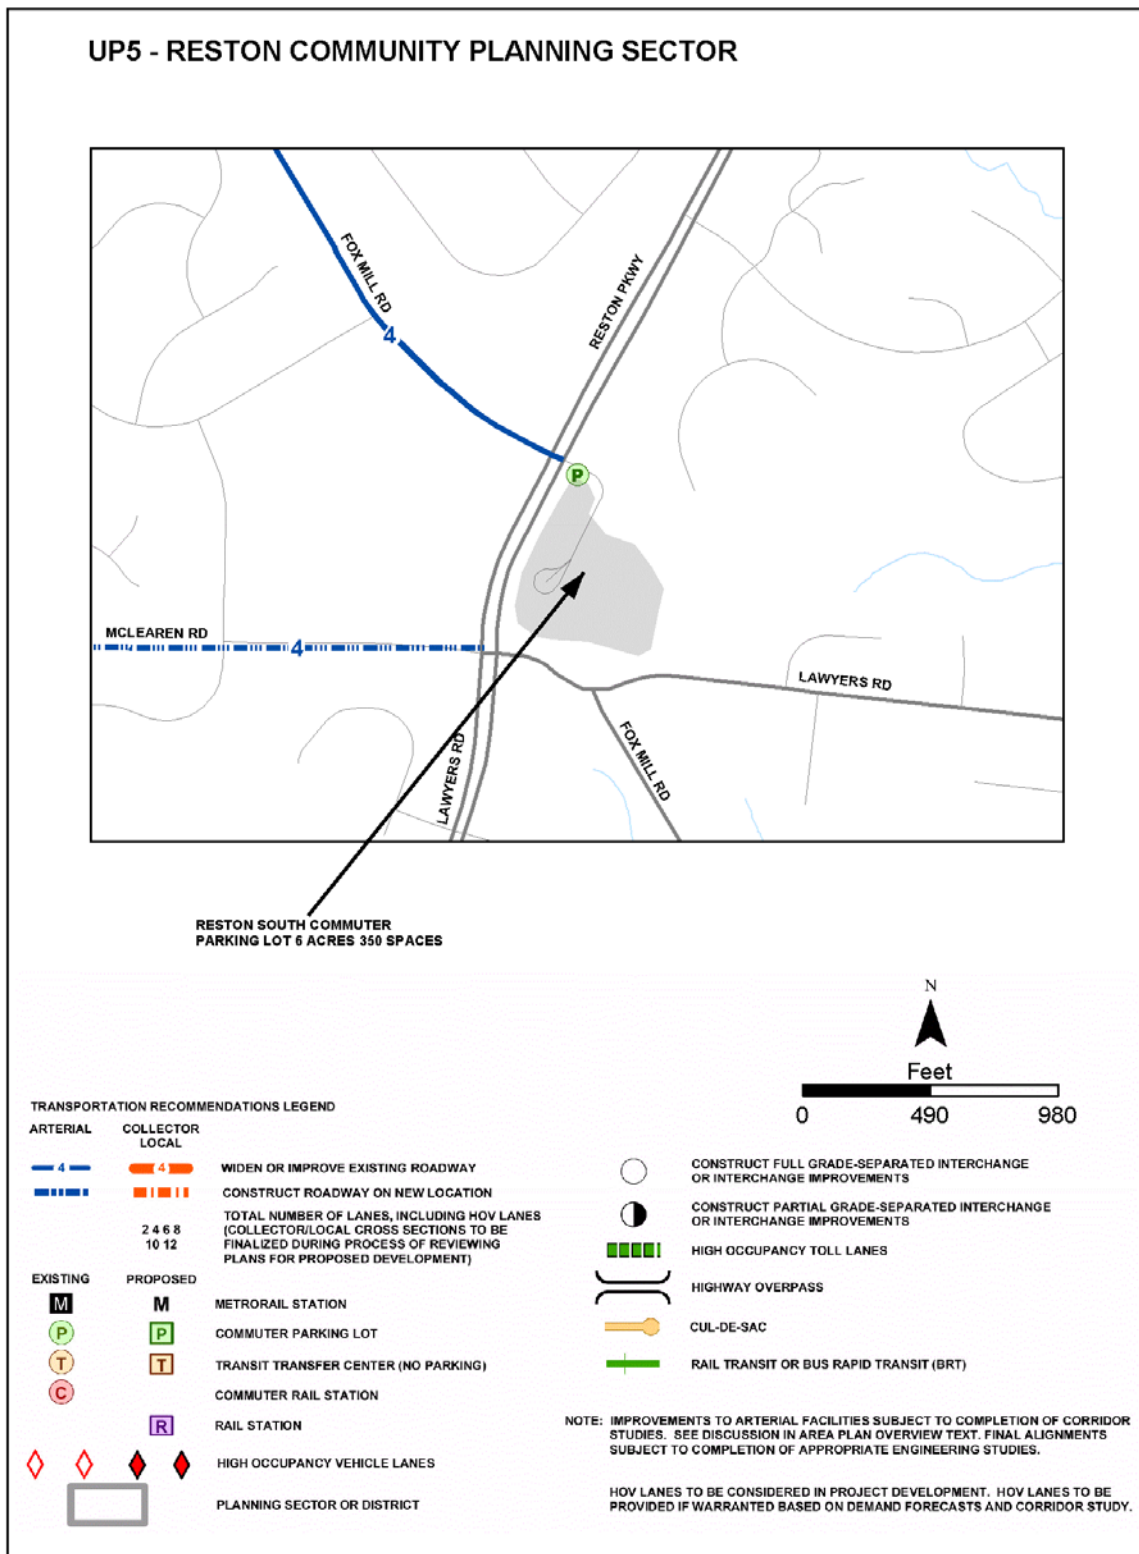 UP5 - RESTON COMMUNITY PLANNING SECTOR
FOX MILL RD
4
RESTON PKWY
P
MCLEAREN RD
4
LAWYERS RD
LAWYERS RD
FOX MILL RD
RESTON SOUTH COMMUTER
PARKING LOT 6 ACRES 350 SPACES
N
Feet
0 490 980
TRANSPORTATION RECOMMENDATIONS LEGEND
ARTERIAL COLLECTOR
LOCAL
4 4 WIDEN OR IMPROVE EXISTING ROADWAY
CONSTRUCT ROADWAY ON NEW LOCATION
TOTAL NUMBER OF LANES, INCLUDING HOV LANES
2 4 6 8 (COLLECTOR/LOCAL CROSS SECTIONS TO BE
10 12 FINALIZED DURING PROCESS OF REVIEWING
PLANS FOR PROPOSED DEVELOPMENT)
EXISTING PROPOSED
M M METRORAIL STATION
P P COMMUTER PARKING LOT
T T TRANSIT TRANSFER CENTER (NO PARKING)
C COMMUTER RAIL STATION
R RAIL STATION
HIGH OCCUPANCY VEHICLE LANES
PLANNING SECTOR OR DISTRICT
CONSTRUCT FULL GRADE-SEPARATED INTERCHANGE
OR INTERCHANGE IMPROVEMENTS
CONSTRUCT PARTIAL GRADE-SEPARATED INTERCHANGE
OR INTERCHANGE IMPROVEMENTS
HIGH OCCUPANCY TOLL LANES
HIGHWAY OVERPASS
CUL-DE-SAC
RAIL TRANSIT OR BUS RAPID TRANSIT (BRT)
NOTE: IMPROVEMENTS TO ARTERIAL FACILITIES SUBJECT TO COMPLETION OF CORRIDOR
STUDIES. SEE DISCUSSION IN AREA PLAN OVERVIEW TEXT. FINAL ALIGNMENTS
SUBJECT TO COMPLETION OF APPROPRIATE ENGINEERING STUDIES.
HOV LANES TO BE CONSIDERED IN PROJECT DEVELOPMENT. HOV LANES TO BE
PROVIDED IF WARRANTED BASED ON DEMAND FORECASTS AND CORRIDOR STUDY.